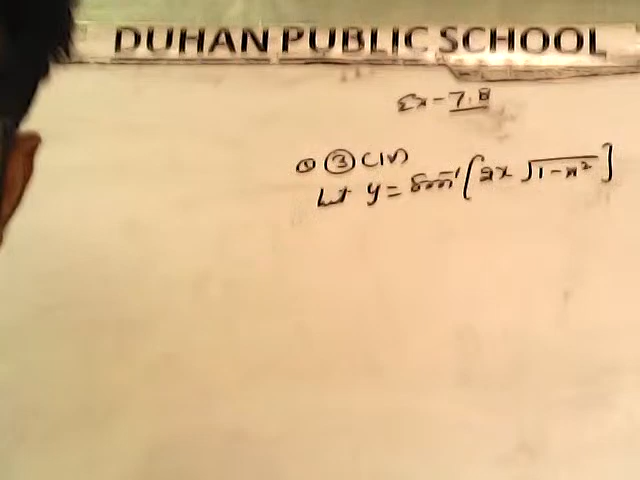 DUHAN PUBLIC SCHOOL
Ex - 7.8
Q ③ (iv)
Let y = sin⁻¹ [2x √1-x²]